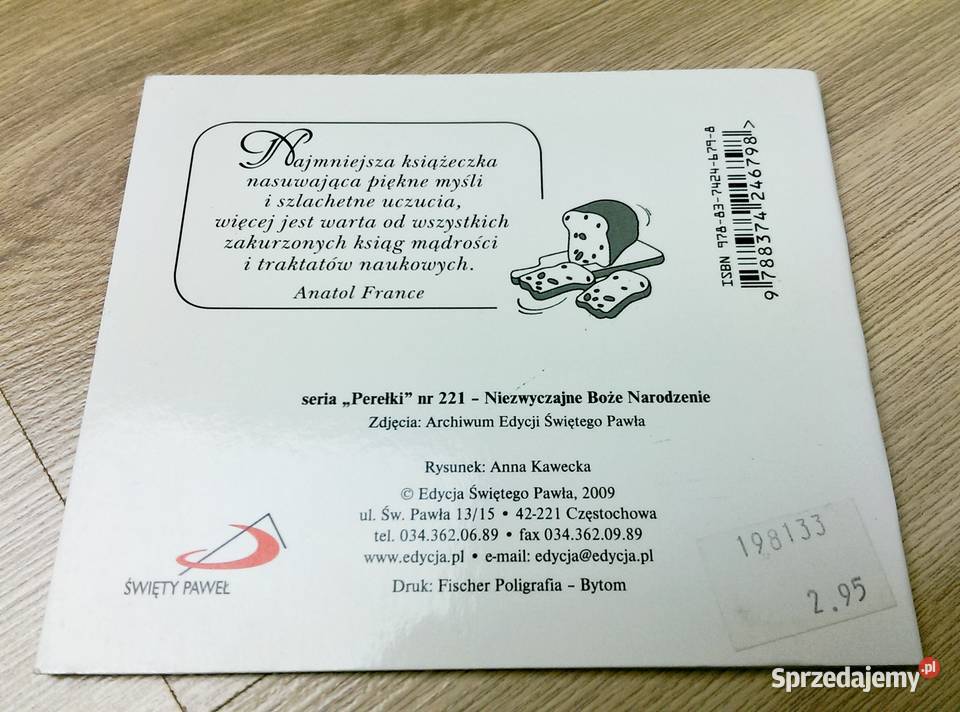 Najmniejsza książeczka
nasuwająca piękne myśli
i szlachetne uczucia,
więcej jest warta od wszystkich
zakurzonych ksiąg mądrości
i traktatów naukowych.
Anatol France
ISBN 978-83-7424-679-8
9 788374 246798 >
seria „Perełki” nr 221 – Niezwyczajne Boże Narodzenie
Zdjęcia: Archiwum Edycji Świętego Pawła
Rysunek: Anna Kawecka
© Edycja Świętego Pawła, 2009
ul. Św. Pawła 13/15 • 42-221 Częstochowa
tel. 034.362.06.89 • fax 034.362.09.89
www.edycja.pl • e-mail: edycja@edycja.pl
Druk: Fischer Poligrafia – Bytom
ŚWIĘTY PAWEŁ
198133
2.95
Sprzedajemy.pl